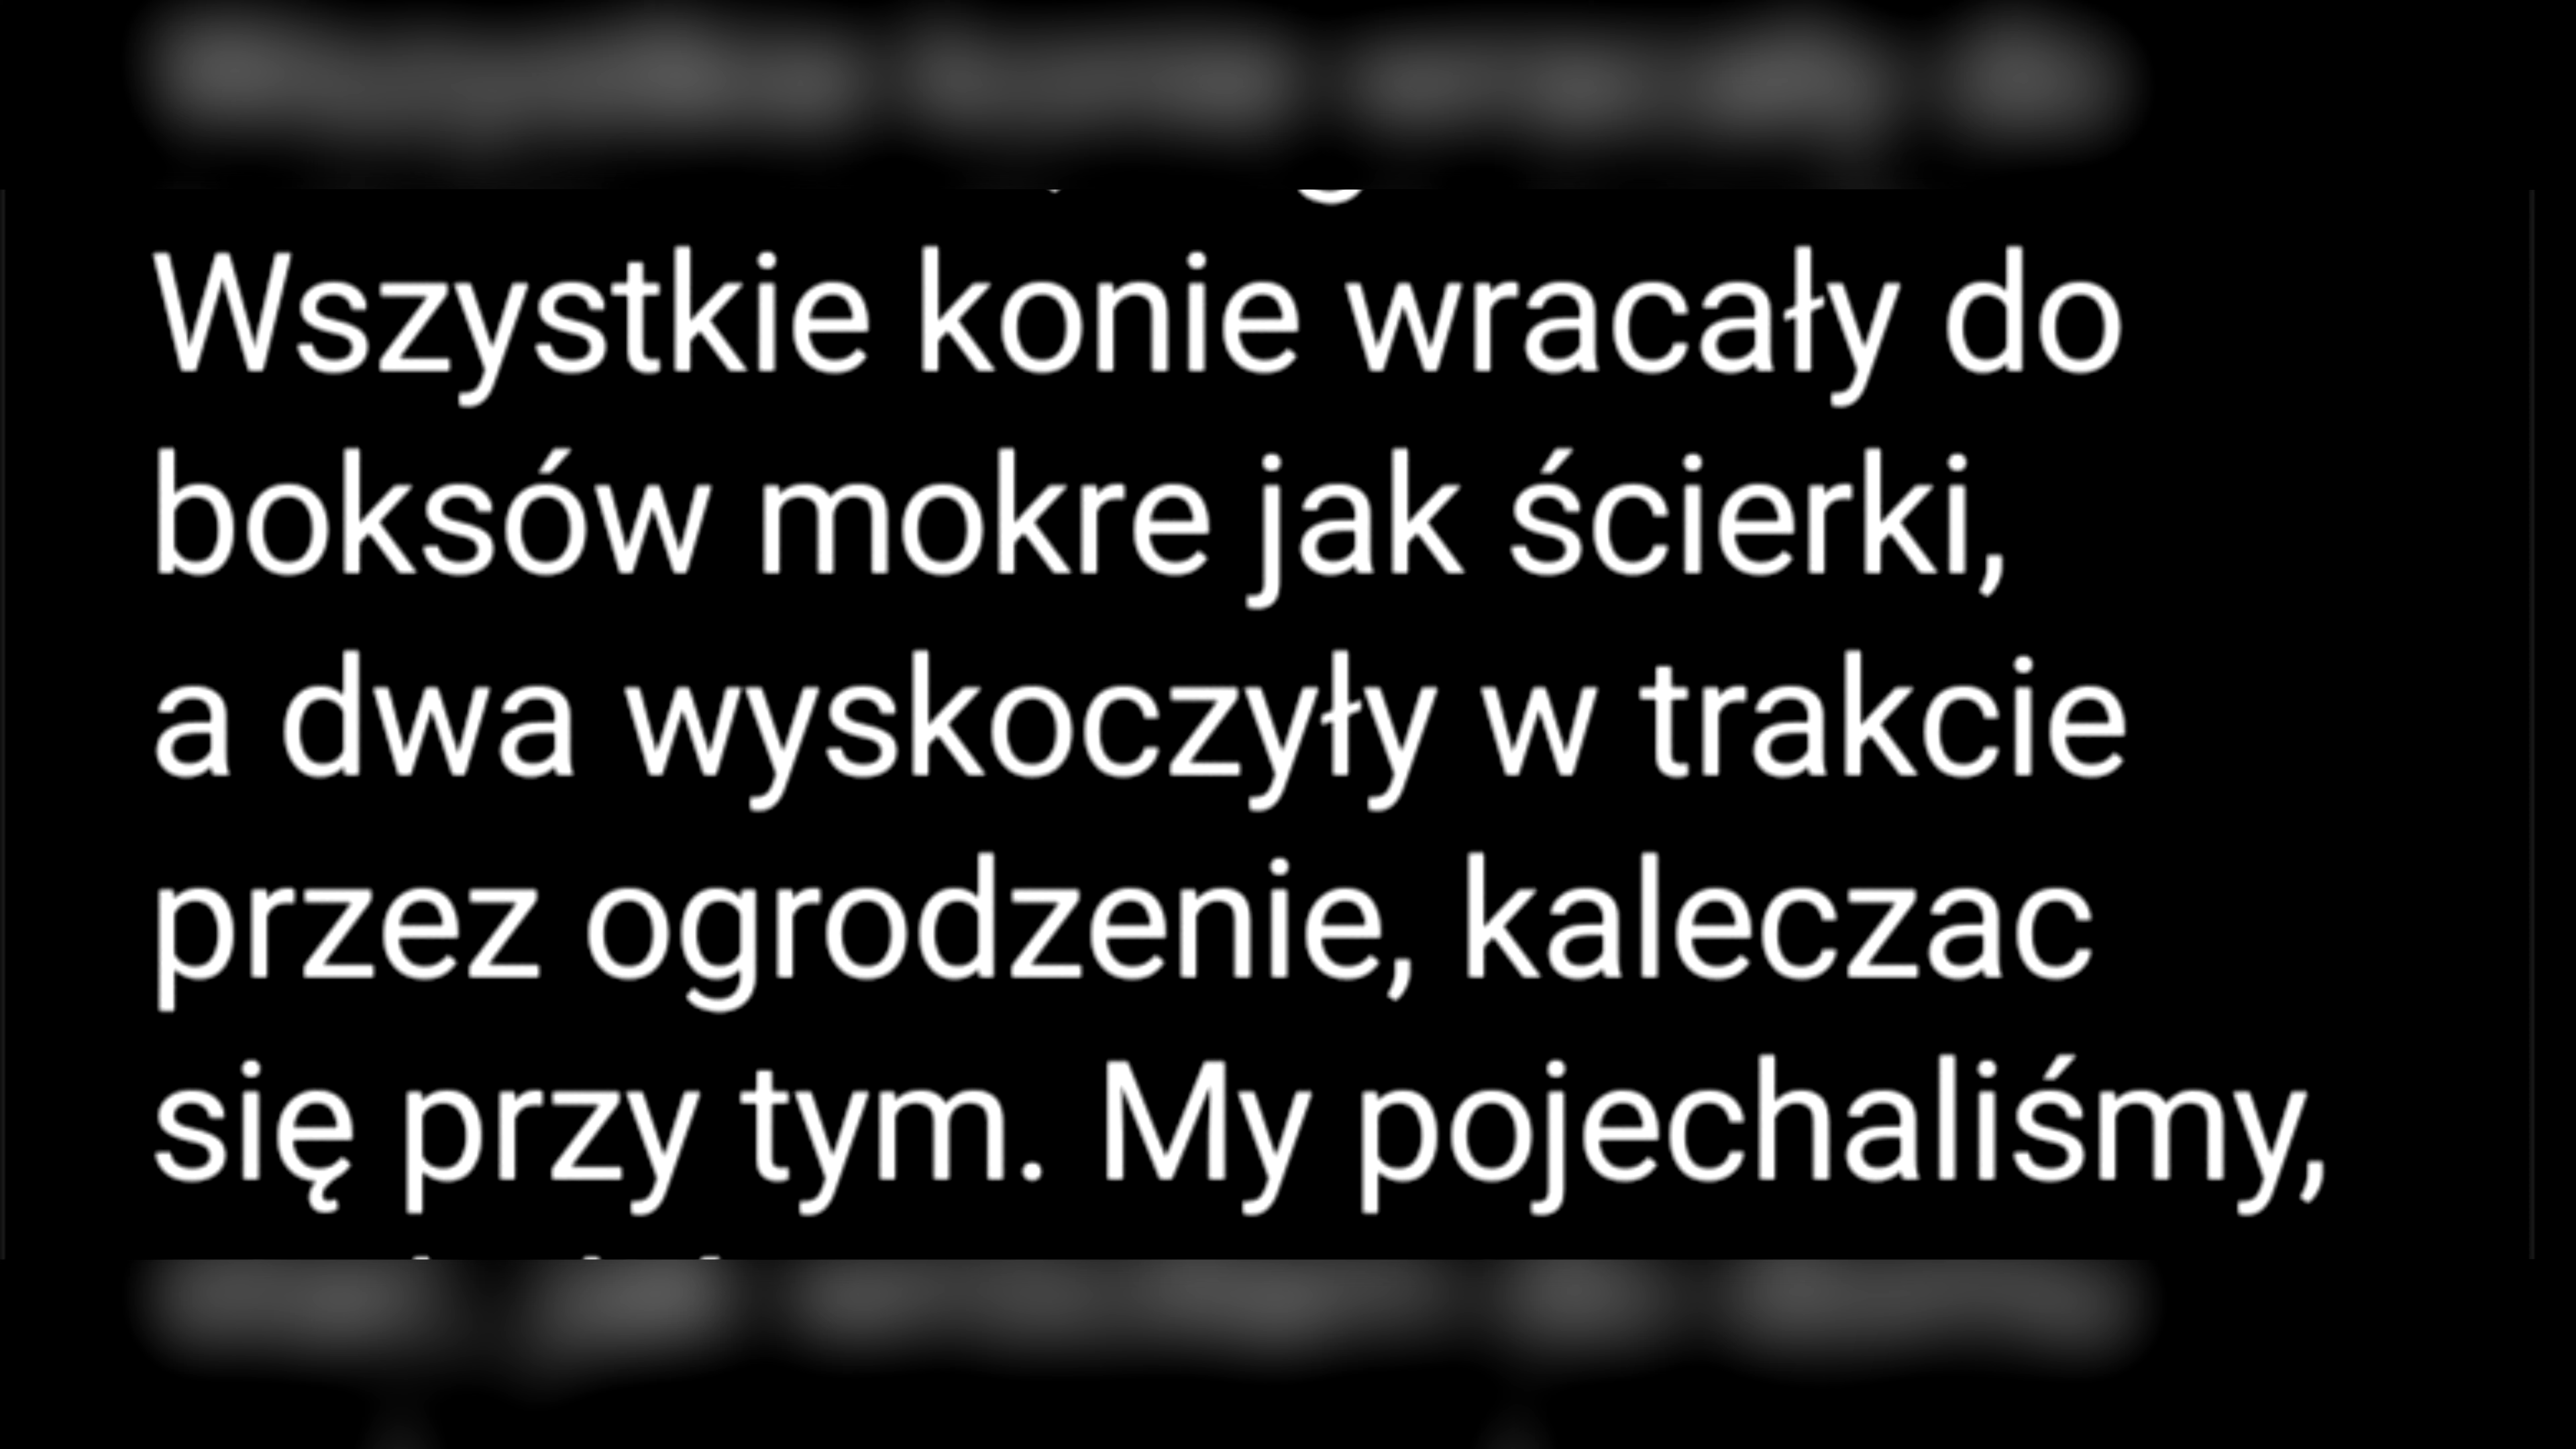 Wszystkie konie wracały do
boksów mokre jak ścierki,
a dwa wyskoczyły w trakcie
przez ogrodzenie, kaleczac
się przy tym. My pojechaliśmy,